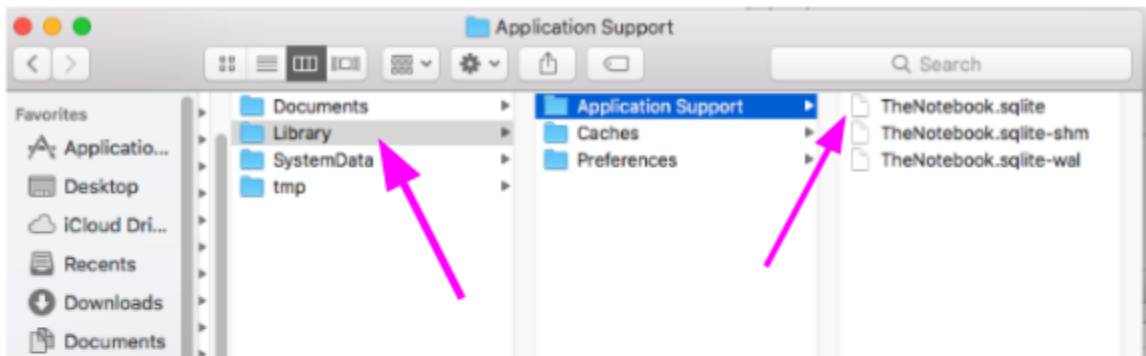 Application Support
Search
Favorites
Applicatio...
Desktop
iCloud Dri...
Recents
Downloads
Documents
Documents
Library
SystemData
tmp
Application Support
Caches
Preferences
TheNotebook.sqlite
TheNotebook.sqlite-shm
TheNotebook.sqlite-wal